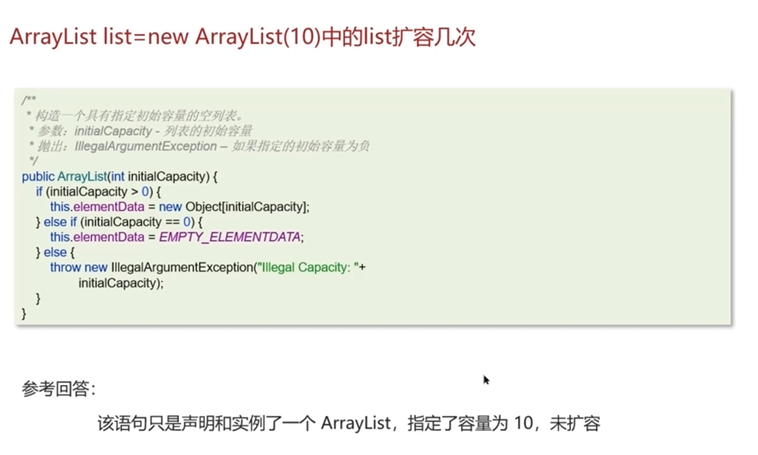 ArrayList list=new ArrayList(10)中的list扩容几次
/**
* 构造一个具有指定初始容量的空列表。
* 参数：initialCapacity - 列表的初始容量
* 抛出：IllegalArgumentException – 如果指定的初始容量为负
*/
public ArrayList(int initialCapacity) {
if (initialCapacity > 0) {
this.elementData = new Object[initialCapacity];
} else if (initialCapacity == 0) {
this.elementData = EMPTY_ELEMENTDATA;
} else {
throw new IllegalArgumentException("Illegal Capacity: "+
initialCapacity);
}
}
参考回答：
该语句只是声明和实例了一个 ArrayList，指定了容量为 10，未扩容